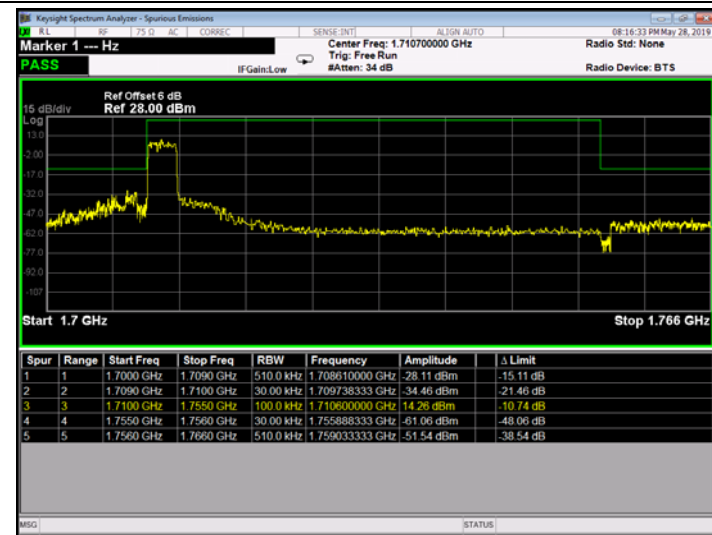 Keysight Spectrum Analyzer - Spurious Emissions
RL RF 75 Ω AC CORREC SENSE:INT ALIGN AUTO 08:16:33 PM May 28, 2019
Marker 1 --- Hz Center Freq: 1.710700000 GHz Radio Std: None
Trig: Free Run
PASS IFGain:Low #Atten: 34 dB Radio Device: BTS
Ref Offset 6 dB
15 dB/div Ref 28.00 dBm
Log
13.0
-2.00
-17.0
-32.0
-47.0
-62.0
-77.0
-92.0
-107
Start 1.7 GHz Stop 1.766 GHz
Spur Range Start Freq Stop Freq RBW Frequency Amplitude Δ Limit
1 1 1.7000 GHz 1.7090 GHz 510.0 kHz 1.708610000 GHz -28.11 dBm -15.11 dB
2 2 1.7090 GHz 1.7100 GHz 30.00 kHz 1.709738333 GHz -34.46 dBm -21.46 dB
3 3 1.7100 GHz 1.7550 GHz 100.0 kHz 1.710600000 GHz 14.26 dBm -10.74 dB
4 4 1.7550 GHz 1.7560 GHz 30.00 kHz 1.755888333 GHz -61.06 dBm -48.06 dB
5 5 1.7560 GHz 1.7660 GHz 510.0 kHz 1.759033333 GHz -51.54 dBm -38.54 dB
MSG STATUS